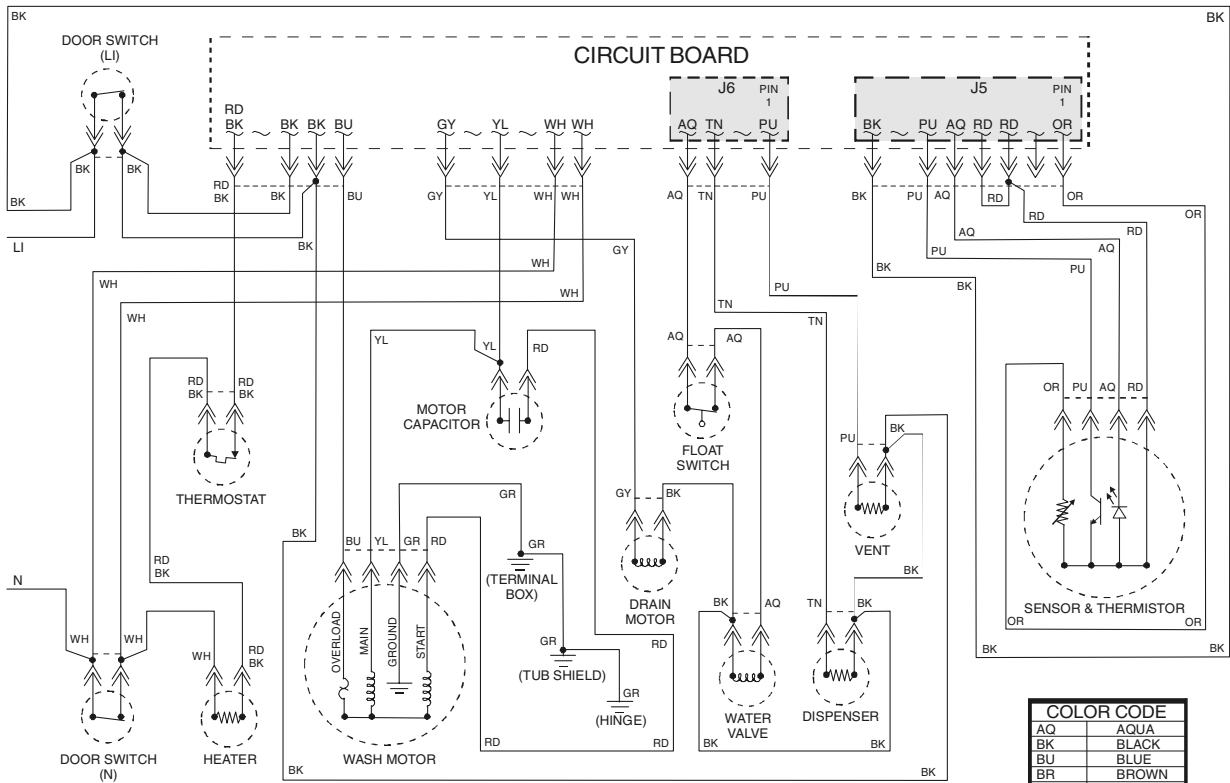 BK
BK
DOOR SWITCH
(LI)
CIRCUIT BOARD
J6
PIN
1
J5
PIN
1
RD
BK
BK
BK
BU
GY
YL
WH
WH
AQ
TN
PU
BK
PU
AQ
RD
RD
OR
BK
BK
RD
BK
BK
BU
GY
YL
WH
WH
AQ
TN
PU
BK
PU
AQ
RD
OR
BK
RD
OR
LI
BK
GY
AQ
RD
WH
WH
AQ
PU
BK
PU
WH
WH
BK
TN
TN
YL
YL
RD
AQ
AQ
RD
BK
RD
BK
MOTOR
CAPACITOR
OR
PU
AQ
RD
FLOAT
SWITCH
PU
BK
THERMOSTAT
GR
GY
BK
BK
BU
YL
GR
RD
GR
VENT
RD
BK
(TERMINAL
BOX)
DRAIN
MOTOR
BK
N
SENSOR & THERMISTOR
BK
AQ
TN
BK
OR
OR
WH
WH
WH
RD
BK
OVERLOAD
MAIN
GROUND
START
GR
RD
BK
BK
(TUB SHIELD)
GR
(HINGE)
WATER
VALVE
DISPENSER
DOOR SWITCH
(N)
HEATER
WASH MOTOR
RD
RD
BK
BK
BK
BK
COLOR CODE
AQ AQUA
BK BLACK
BU BLUE
BR BROWN